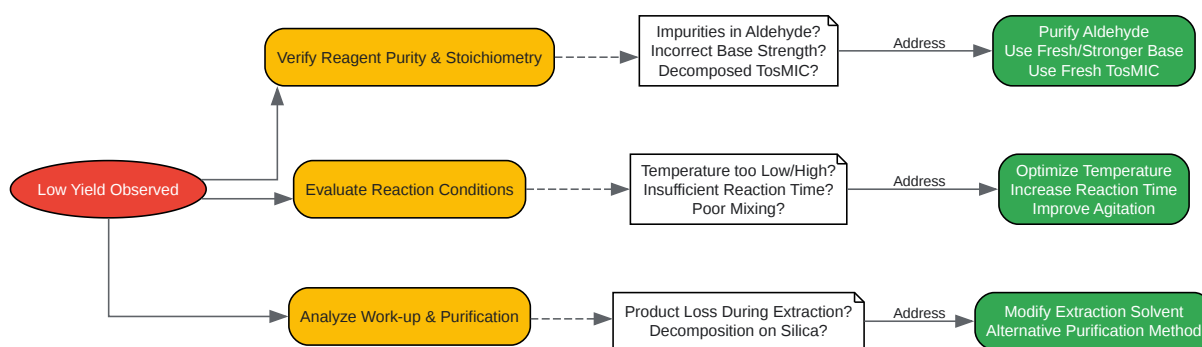 Low Yield Observed
Verify Reagent Purity & Stoichiometry
Impurities in Aldehyde?
Incorrect Base Strength?
Decomposed TosMIC?
Address
Purify Aldehyde
Use Fresh/Stronger Base
Use Fresh TosMIC
Evaluate Reaction Conditions
Temperature too Low/High?
Insufficient Reaction Time?
Poor Mixing?
Address
Optimize Temperature
Increase Reaction Time
Improve Agitation
Analyze Work-up & Purification
Product Loss During Extraction?
Decomposition on Silica?
Address
Modify Extraction Solvent
Alternative Purification Method